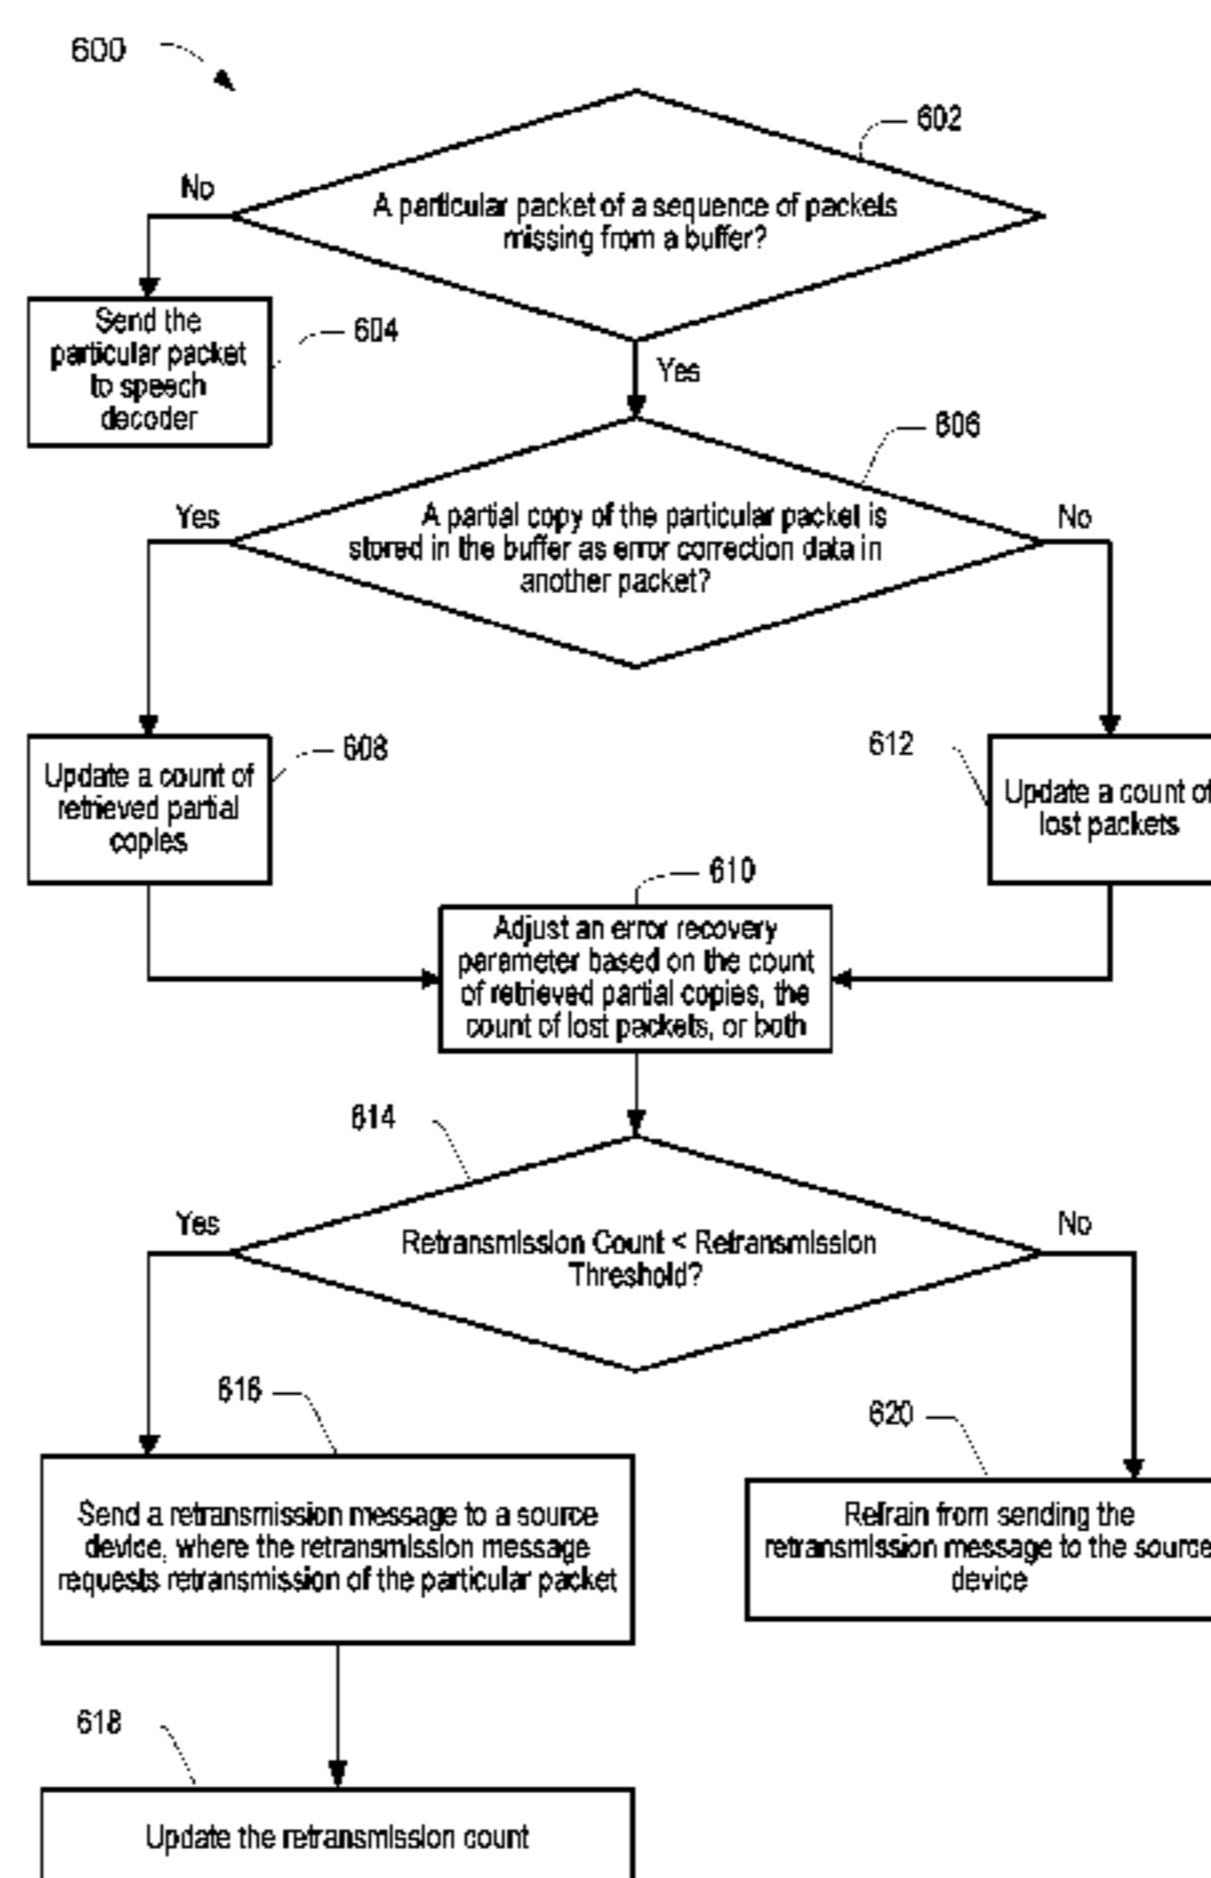 600
602
No
A particular packet of a sequence of packets
missing from a buffer?
Send the
particular packet
to speech
decoder
604
Yes
606
Yes
A partial copy of the particular packet is
stored in the buffer as error correction data in
another packet?
No
608
Update a count of
retrieved partial
copies
612
Update a count of
lost packets
610
Adjust an error recovery
parameter based on the count
of retrieved partial copies, the
count of lost packets, or both
614
Yes
Retransmission Count < Retransmission
Threshold?
No
616
620
Send a retransmission message to a source
device, where the retransmission message
requests retransmission of the particular packet
Refrain from sending the
retransmission message to the source
device
618
Update the retransmission count